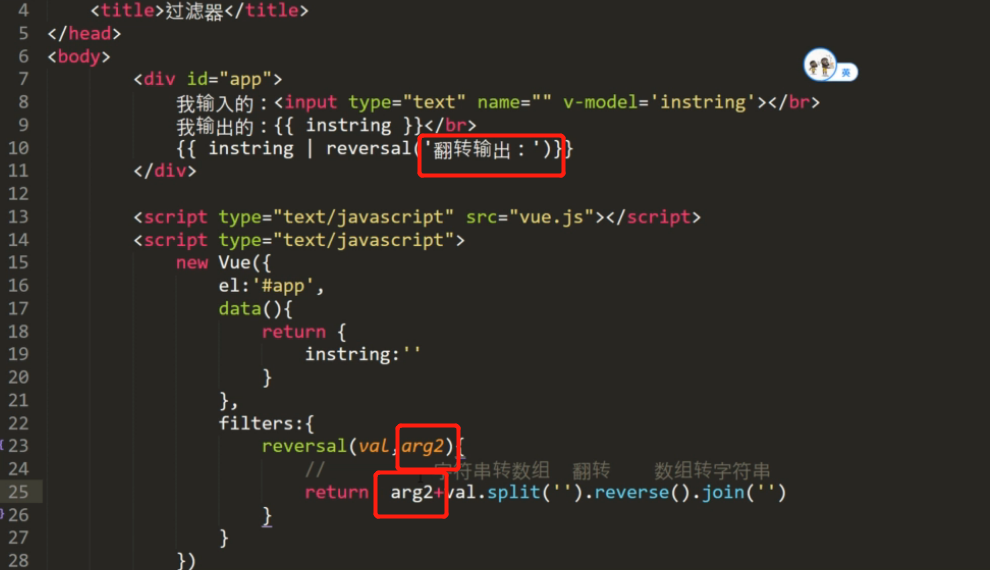 4 <title>过滤器</title>
5 </head>
6 <body>
7 <div id="app">
8 我输入的：<input type="text" name="" v-model='instring'></br>
9 我输出的：{{ instring }}</br>
10 {{ instring | reversal('翻转输出：')}}
11 </div>
12
13 <script type="text/javascript" src="vue.js"></script>
14 <script type="text/javascript">
15 new Vue({
16 el:'#app',
17 data(){
18 return {
19 instring:''
20 }
21 },
22 filters:{
23 reversal(val,arg2){
24 // 字符串转数组 翻转 数组转字符串
25 return arg2+val.split('').reverse().join('')
26 }
27 }
28 })
英